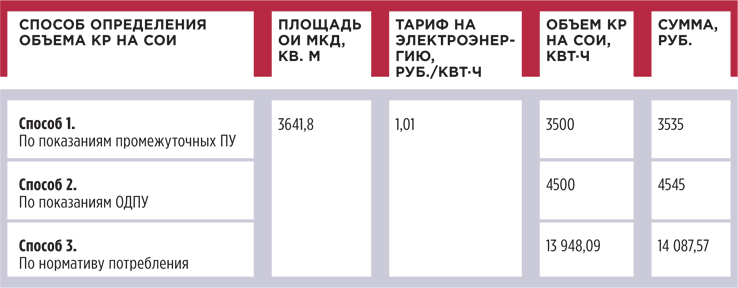 СПОСОБ ОПРЕДЕЛЕНИЯ
ОБЪЕМА КР НА СОИ
ПЛОЩАДЬ
ОИ МКД,
КВ. М
ТАРИФ НА
ЭЛЕКТРОЭНЕР-
ГИЮ,
РУБ./КВТ·Ч
ОБЪЕМ КР
НА СОИ,
КВТ·Ч
СУММА,
РУБ.
Способ 1.
По показаниям промежуточных ПУ
3641,8
1,01
3500
3535
Способ 2.
По показаниям ОДПУ
4500
4545
Способ 3.
По нормативу потребления
13 948,09
14 087,57